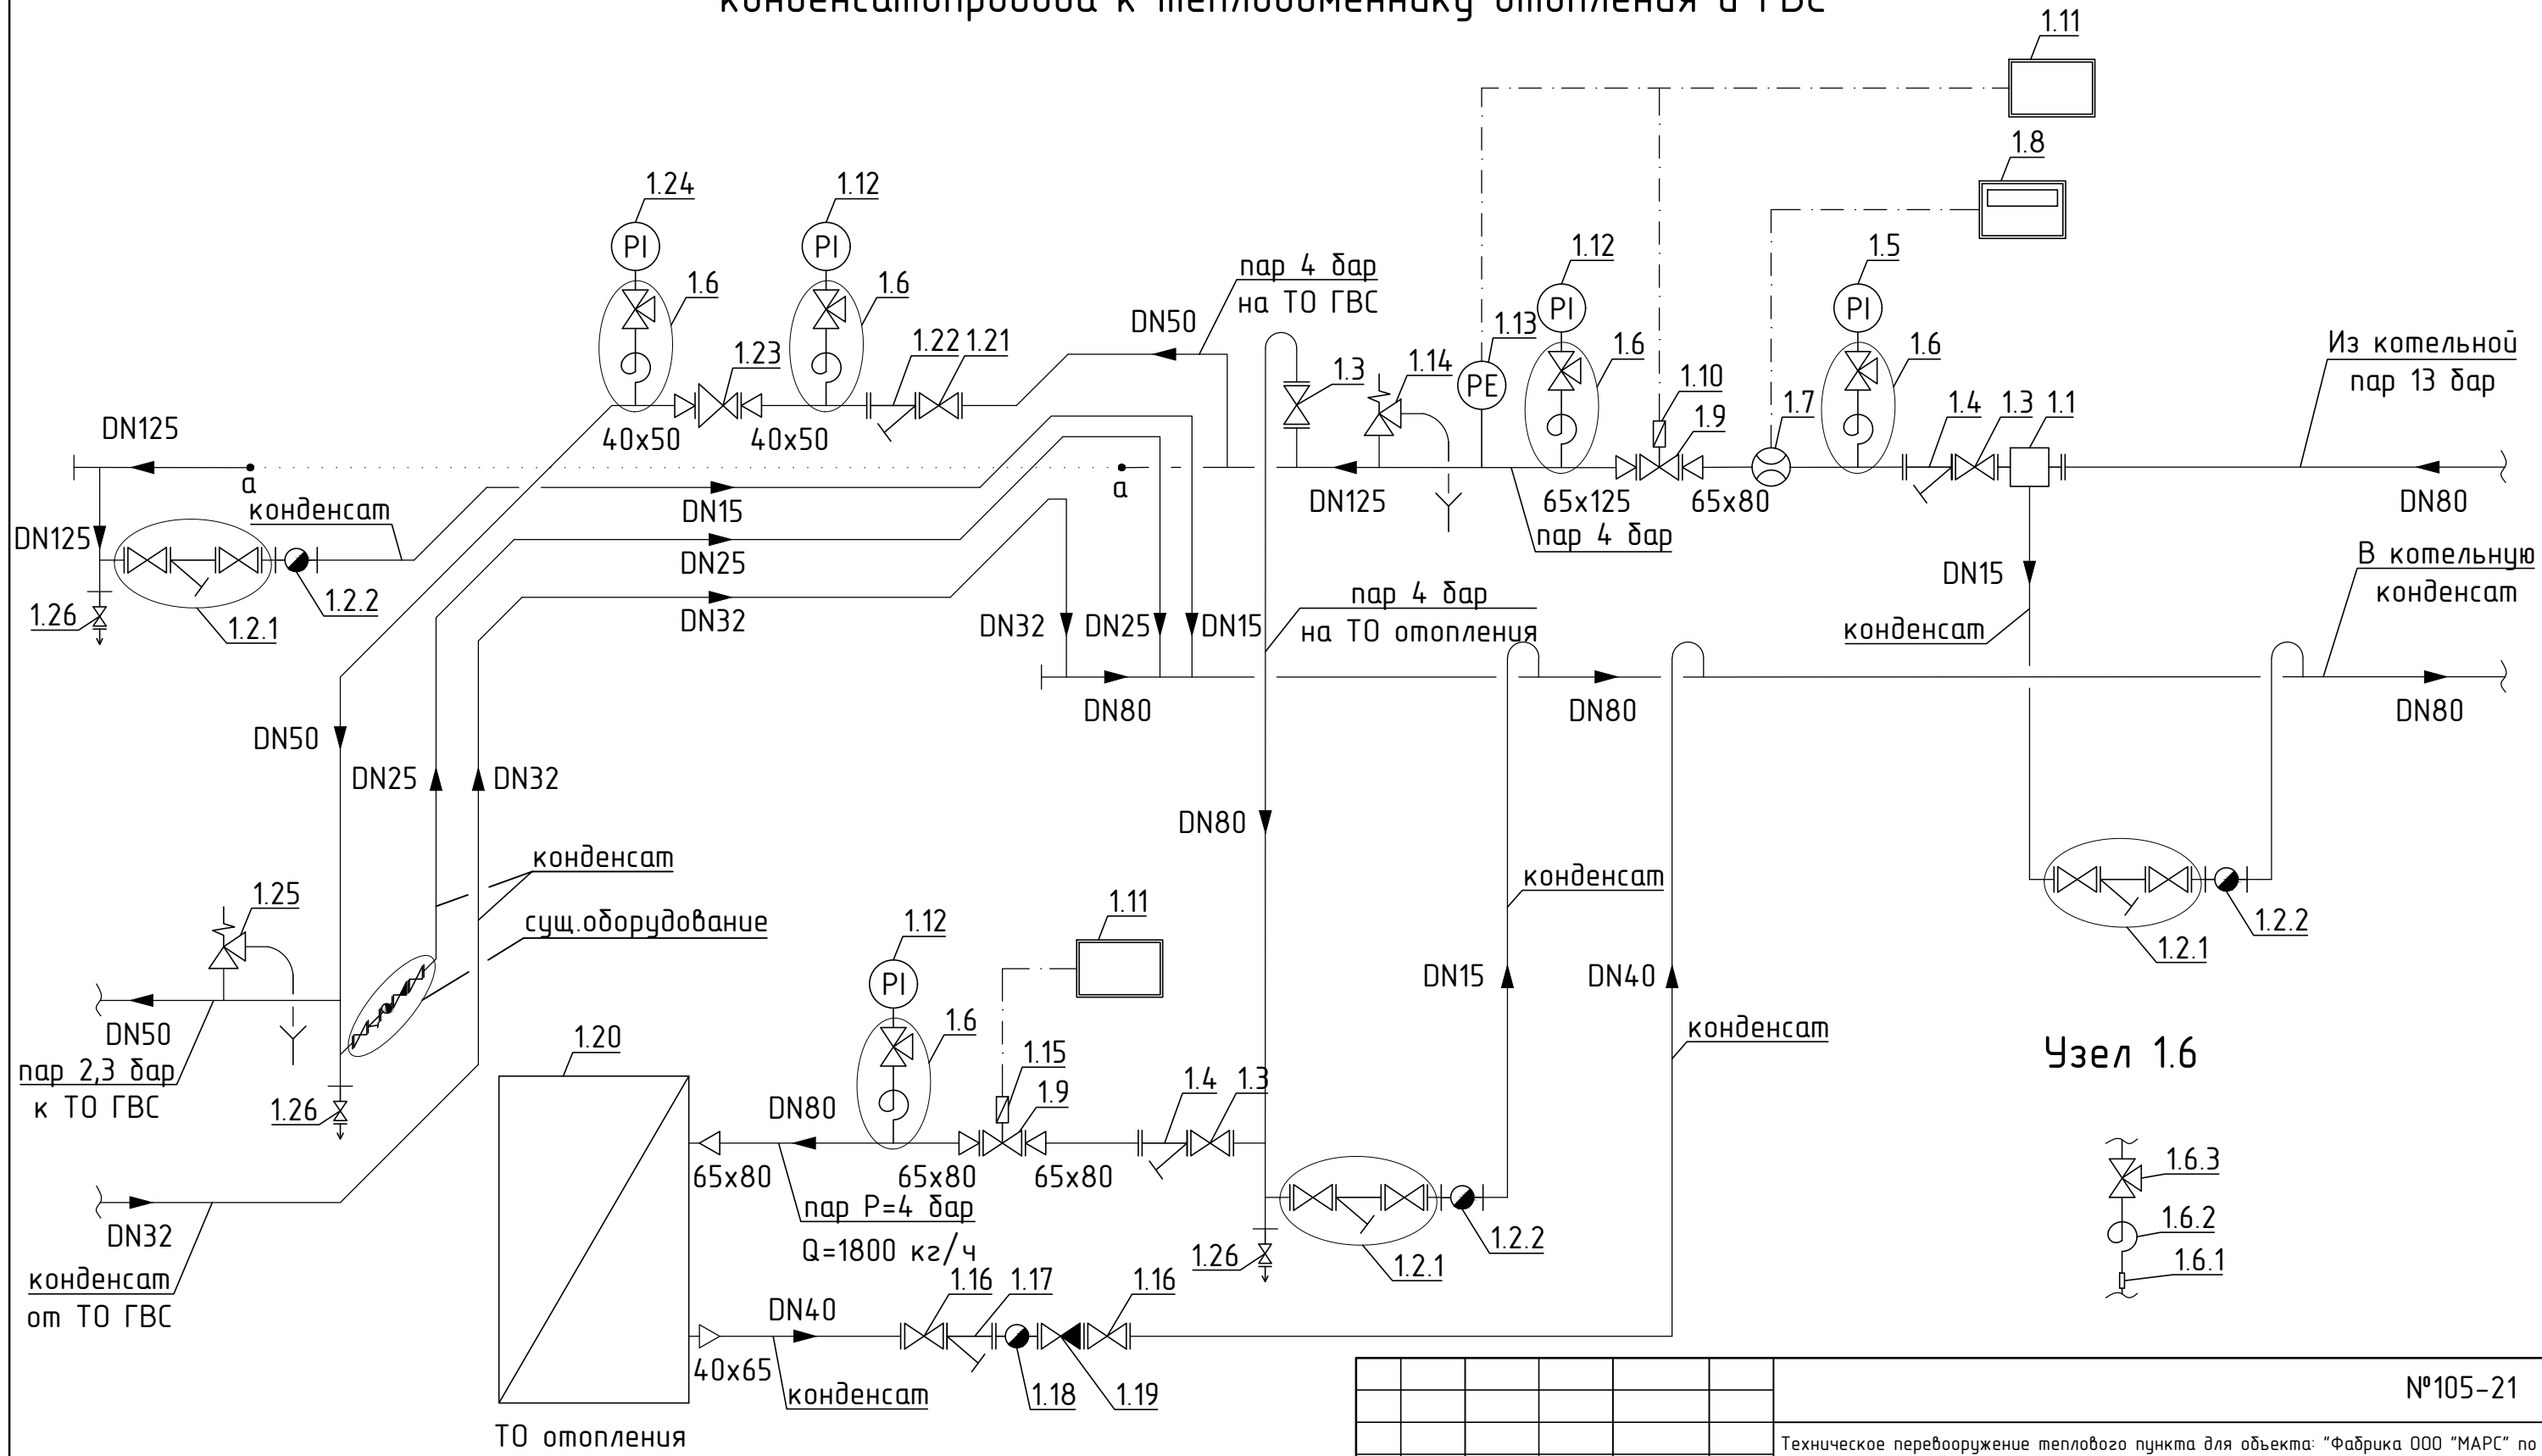 конденсатопровода к теплообменнику отопления и ГВС
1.11
1.8
1.24
1.12
PI
PI
1.6
1.6
1.23
1.22
1.21
40x50
40x50
DN50
пар 4 бар
на ТО ГВС
1.3
1.14
1.13
PE
1.12
PI
1.6
1.10
1.9
1.7
1.5
PI
1.6
1.4
1.3
1.1
Из котельной
пар 13 бар
DN80
DN125
а
а
DN125
65x125
65x80
пар 4 бар
DN125
конденсат
DN15
DN25
DN32
1.26
1.2.1
1.2.2
DN32
DN25
DN15
пар 4 бар
на ТО отопления
DN15
конденсат
В котельную
конденсат
DN80
DN80
DN80
DN50
DN25
DN32
DN80
конденсат
сущ.оборудование
1.25
DN50
пар 2,3 бар
к ТО ГВС
1.26
DN32
конденсат
от ТО ГВС
1.12
PI
1.6
1.11
1.15
1.9
1.4
1.3
1.20
DN80
65x80
65x80
65x80
пар P=4 бар
Q=1800 кг/ч
1.26
1.2.1
1.2.2
DN15
конденсат
DN40
конденсат
1.2.1
1.2.2
Узел 1.6
1.6.3
1.6.2
1.6.1
DN40
40x65
конденсат
1.16
1.17
1.16
1.18
1.19
ТО отопления
№105-21
Техническое перевооружение теплового пункта для объекта: "Фабрика ООО "МАРС" по